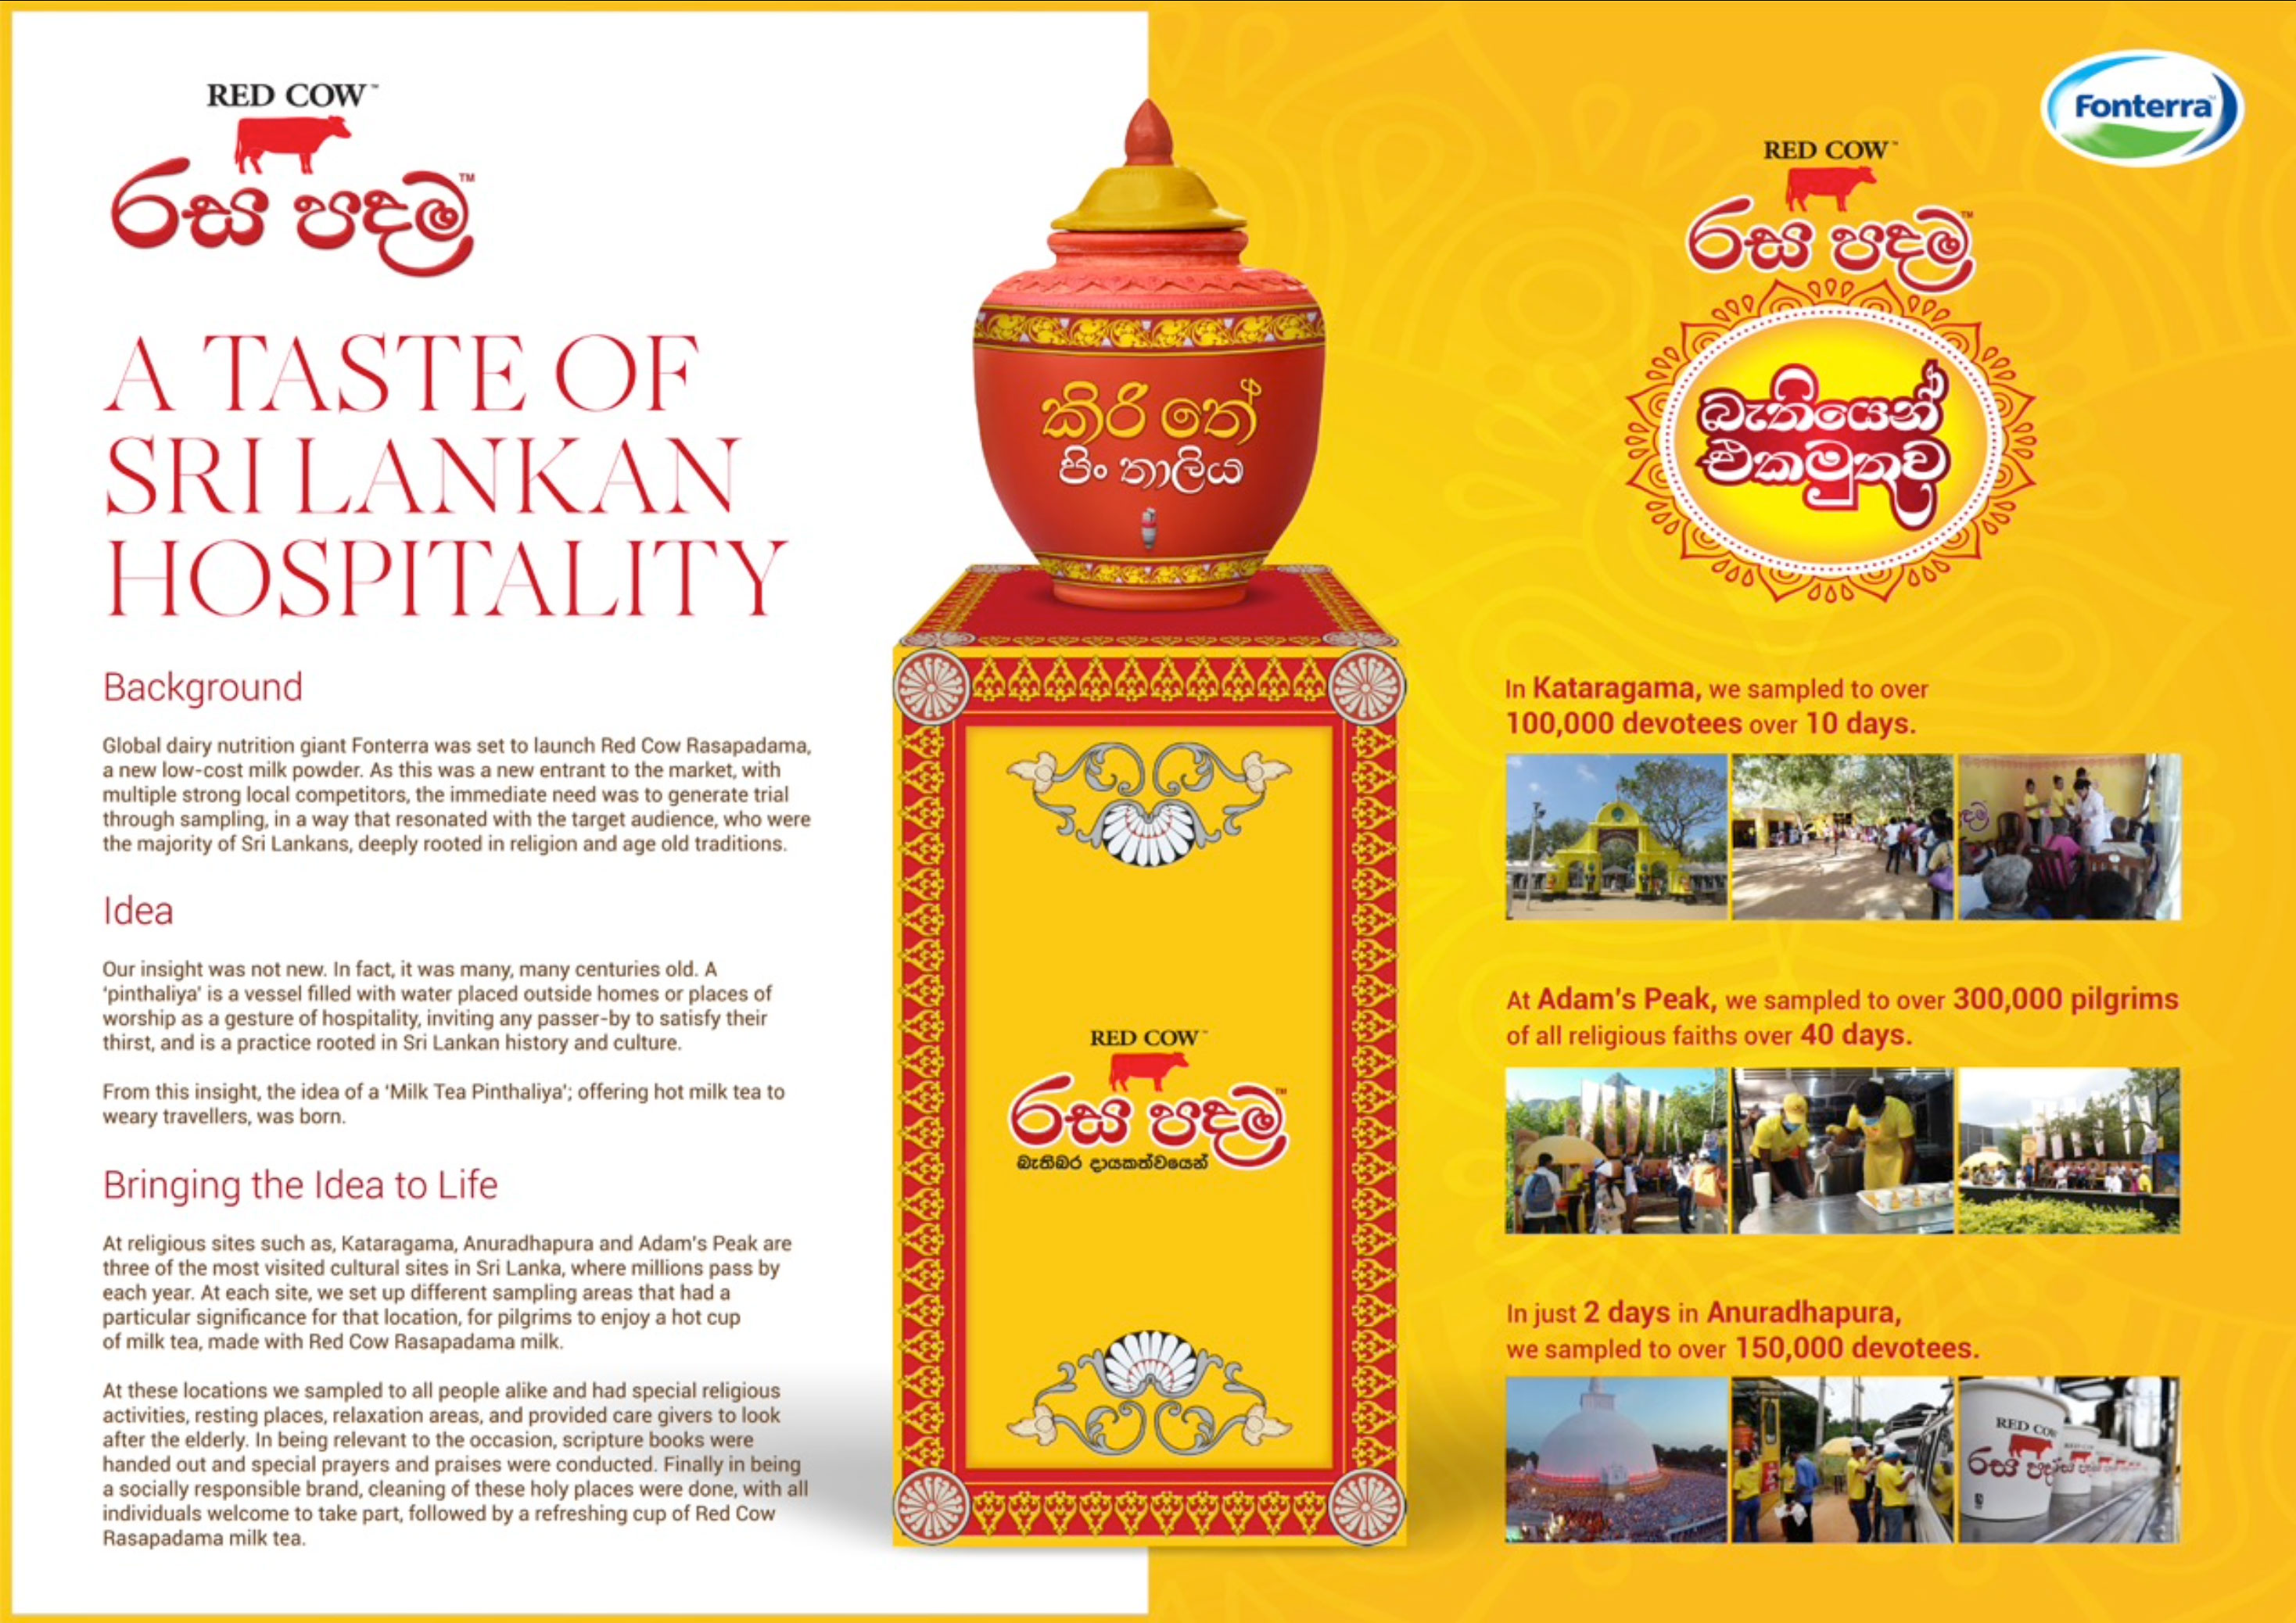 RED COW™
රස පදම™
A TASTE OF
SRI LANKAN
HOSPITALITY
Background
Global dairy nutrition giant Fonterra was set to launch Red Cow Rasapadama,
a new low-cost milk powder. As this was a new entrant to the market, with
multiple strong local competitors, the immediate need was to generate trial
through sampling, in a way that resonated with the target audience, who were
the majority of Sri Lankans, deeply rooted in religion and age old traditions.
Idea
Our insight was not new. In fact, it was many, many centuries old. A
‘pinthaliya’ is a vessel filled with water placed outside homes or places of
worship as a gesture of hospitality, inviting any passer-by to satisfy their
thirst, and is a practice rooted in Sri Lankan history and culture.
From this insight, the idea of a ‘Milk Tea Pinthaliya’; offering hot milk tea to
weary travellers, was born.
Bringing the Idea to Life
At religious sites such as, Kataragama, Anuradhapura and Adam's Peak are
three of the most visited cultural sites in Sri Lanka, where millions pass by
each year. At each site, we set up different sampling areas that had a
particular significance for that location, for pilgrims to enjoy a hot cup
of milk tea, made with Red Cow Rasapadama milk.
At these locations we sampled to all people alike and had special religious
activities, resting places, relaxation areas, and provided care givers to look
after the elderly. In being relevant to the occasion, scripture books were
handed out and special prayers and praises were conducted. Finally in being
a socially responsible brand, cleaning of these holy places were done, with all
individuals welcome to take part, followed by a refreshing cup of Red Cow
Rasapadama milk tea.
කිරි තේ
පිං තාලිය
RED COW™
රස පදම™
බැතිබර දායකත්වයෙන්
Fonterra™
RED COW™
රස පදම™
බැතියෙන්
එකමුතුව
In Kataragama, we sampled to over
100,000 devotees over 10 days.
At Adam's Peak, we sampled to over 300,000 pilgrims
of all religious faiths over 40 days.
In just 2 days in Anuradhapura,
we sampled to over 150,000 devotees.
RED COW
රස පදම